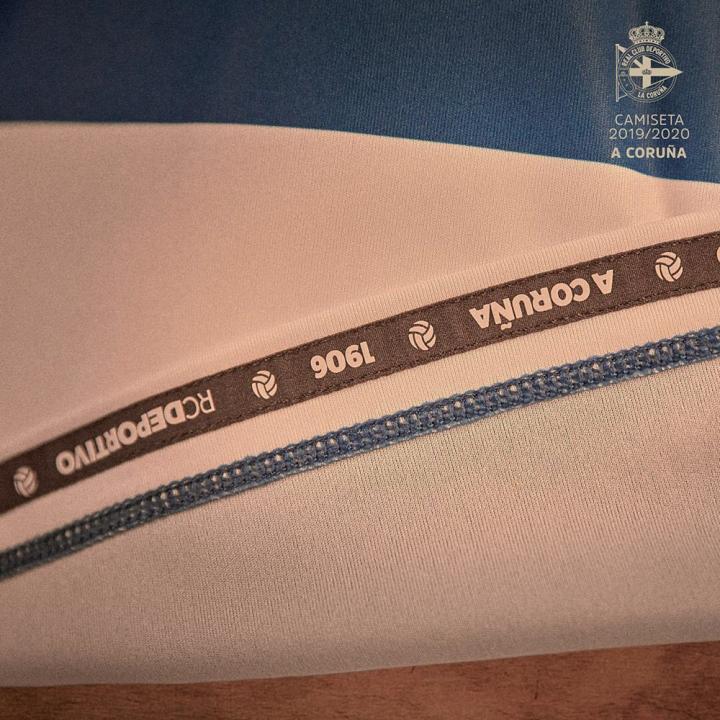 REAL CLUB DEPORTIVO
LA CORUÑA
CAMISETA
2019/2020
A CORUÑA
A CORUÑA
1906
RCDEPORTIVO